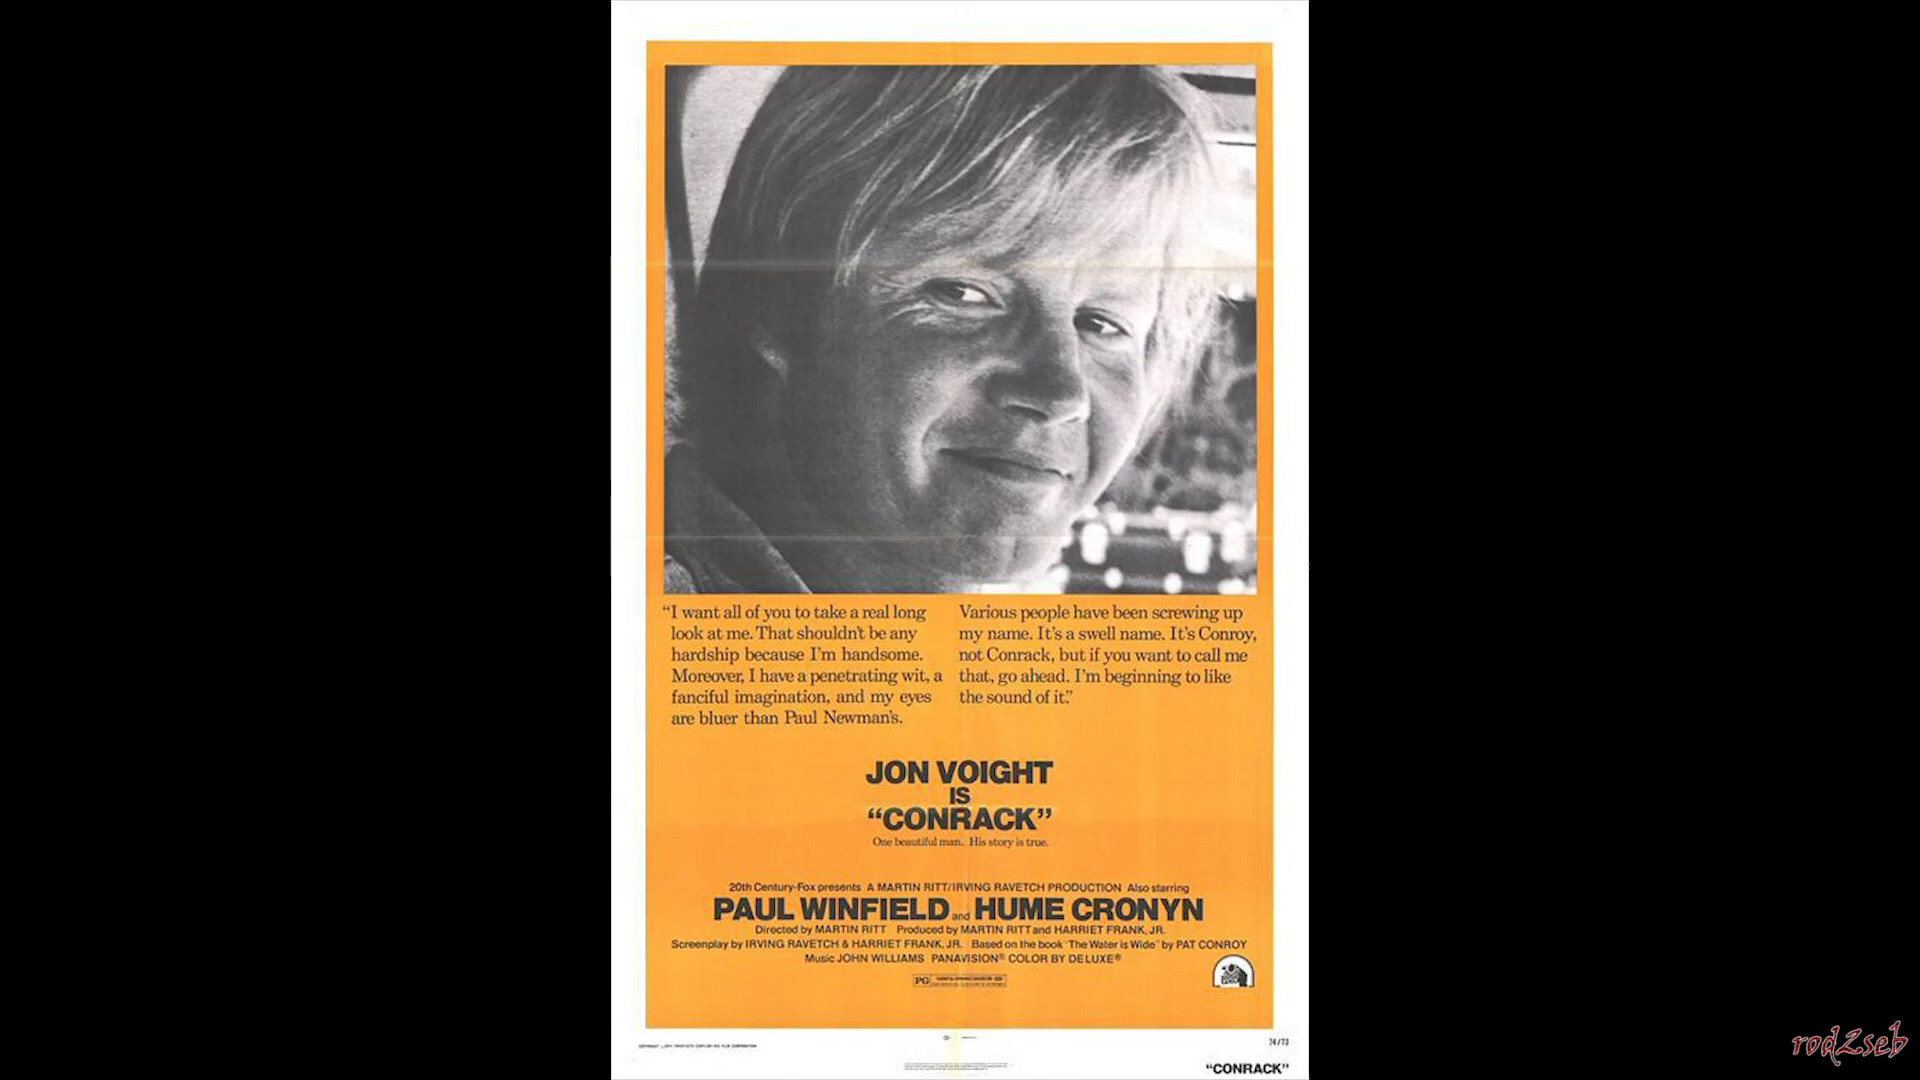 “I want all of you to take a real long
look at me. That shouldn't be any
hardship because I'm handsome.
Moreover, I have a penetrating wit, a
fanciful imagination, and my eyes
are bluer than Paul Newman's.
Various people have been screwing up
my name. It's a swell name. It's Conroy,
not Conrack, but if you want to call me
that, go ahead. I'm beginning to like
the sound of it.”
JON VOIGHT
IS
“CONRACK”
One beautiful man. His story is true.
20th Century-Fox presents A MARTIN RITT/IRVING RAVETCH PRODUCTION Also starring
PAUL WINFIELD and HUME CRONYN
Directed by MARTIN RITT Produced by MARTIN RITT and HARRIET FRANK, JR.
Screenplay by IRVING RAVETCH & HARRIET FRANK, JR. Based on the book "The Water is Wide" by PAT CONROY
Music JOHN WILLIAMS PANAVISION® COLOR BY DELUXE®
PG
74/73
“CONRACK”
rod2seb